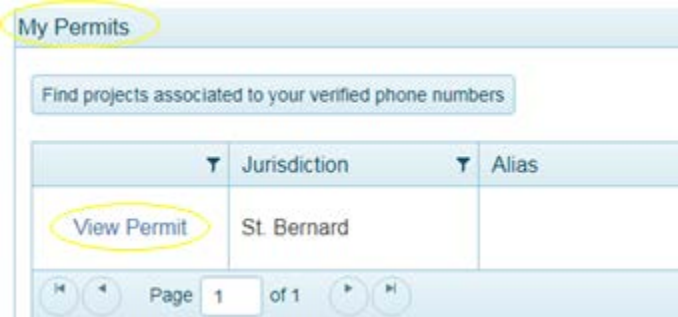 My Permits
Find projects associated to your verified phone numbers
Jurisdiction Alias
View Permit St. Bernard
Page 1 of 1